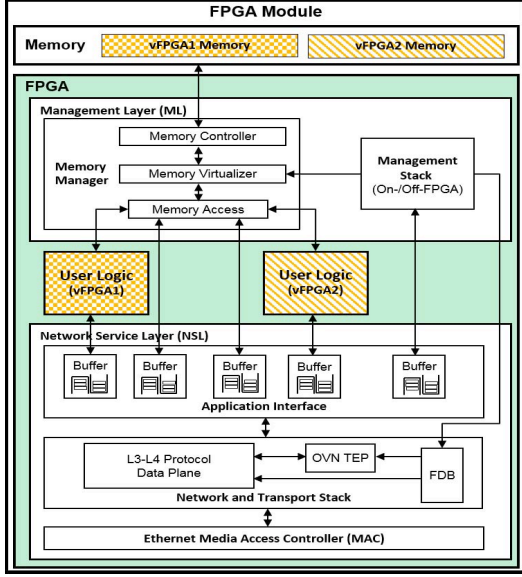 FPGA Module
Memory
vFPGA1 Memory
vFPGA2 Memory
FPGA
Management Layer (ML)
Memory Controller
Memory
Manager
Memory Virtualizer
Memory Access
Management
Stack
(On-/Off-FPGA)
User Logic
(vFPGA1)
User Logic
(vFPGA2)
Network Service Layer (NSL)
Buffer
Buffer
Buffer
Buffer
Buffer
Application Interface
L3-L4 Protocol
Data Plane
OVN TEP
FDB
Network and Transport Stack
Ethernet Media Access Controller (MAC)